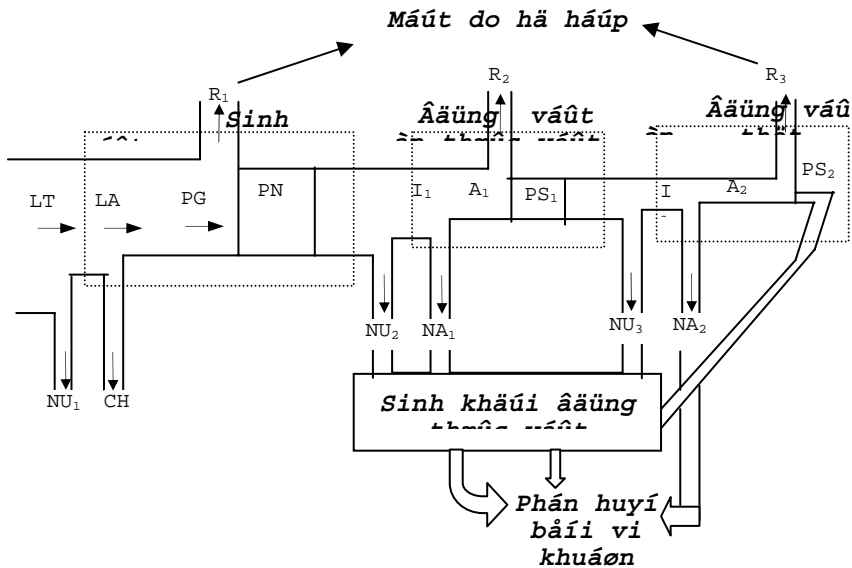 Máút do hä háúp
R₁
R₂
R₃
Sinh
Âäüng váût
Âäüng váû
LT
LA
PG
PN
I₁
A₁
PS₁
I
A₂
PS₂
NU₂
NA₁
NU₃
NA₂
NU₁
CH
Sinh khäúi âäüng
Phán huyí
båíi vi
khuáøn